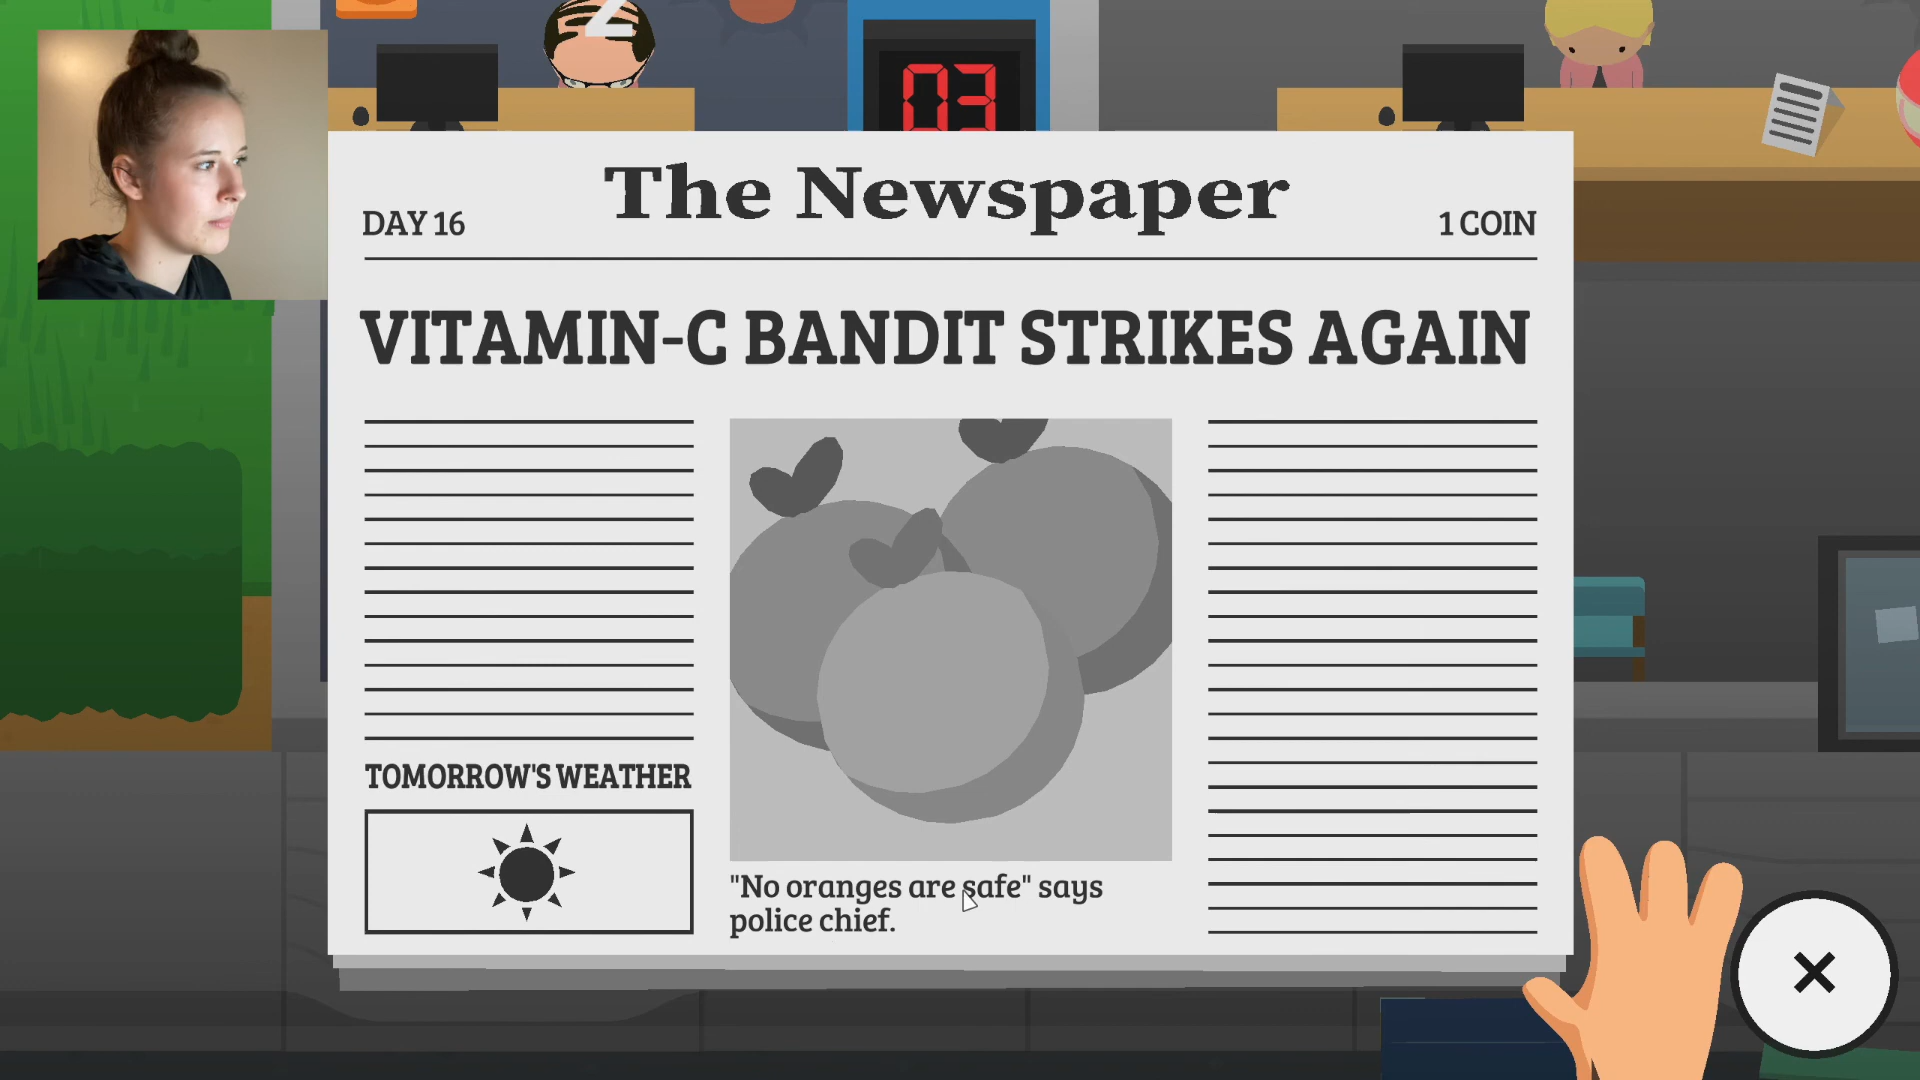 Z
03
The Newspaper
DAY 16
1 COIN
VITAMIN-C BANDIT STRIKES AGAIN
TOMORROW'S WEATHER
"No oranges are safe" says
police chief.